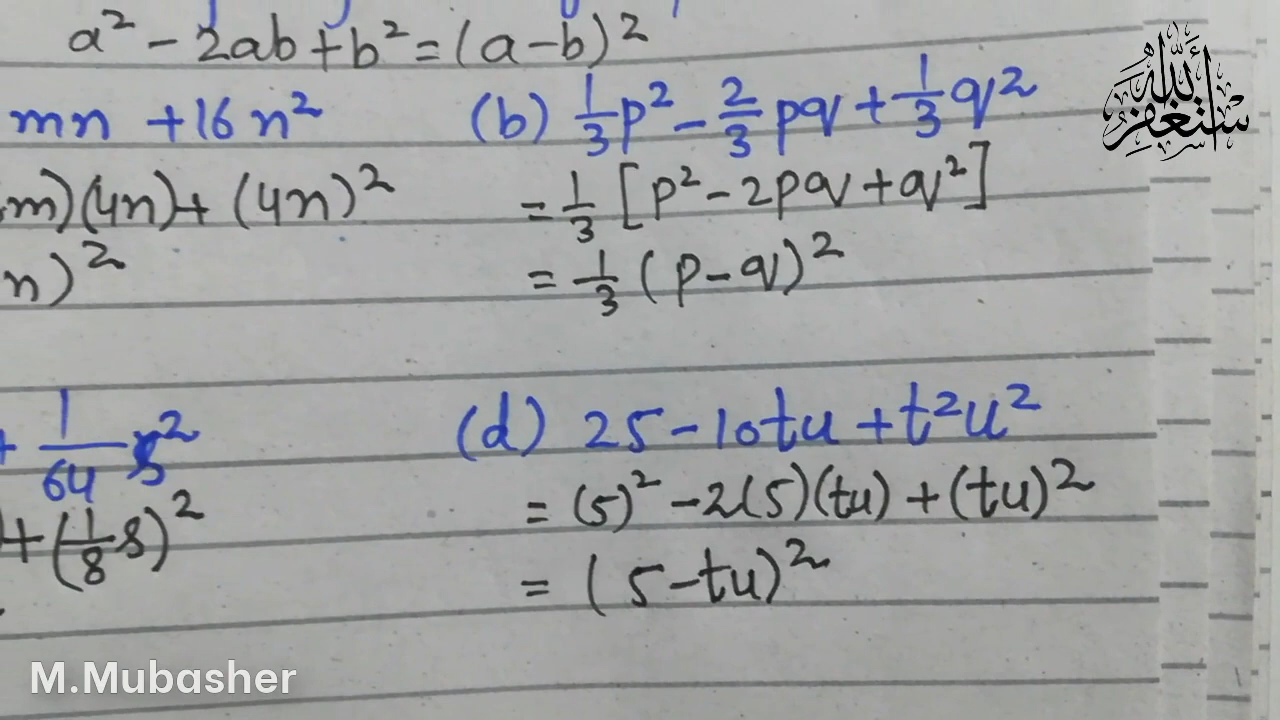 a² - 2ab + b² = (a-b)²
mn + 16n²
m)(4n) + (4n)²
n)²
(b) 1/3 p² - 2/3 pq + 1/3 q²
= 1/3 [p² - 2pq + q²]
= 1/3 (p-q)²
+ 1/64 s²
) + (1/8 s)²
(d) 25 - 10tu + t²u²
= (5)² - 2(5)(tu) + (tu)²
= (5-tu)²
أستغفر الله
M.Mubasher